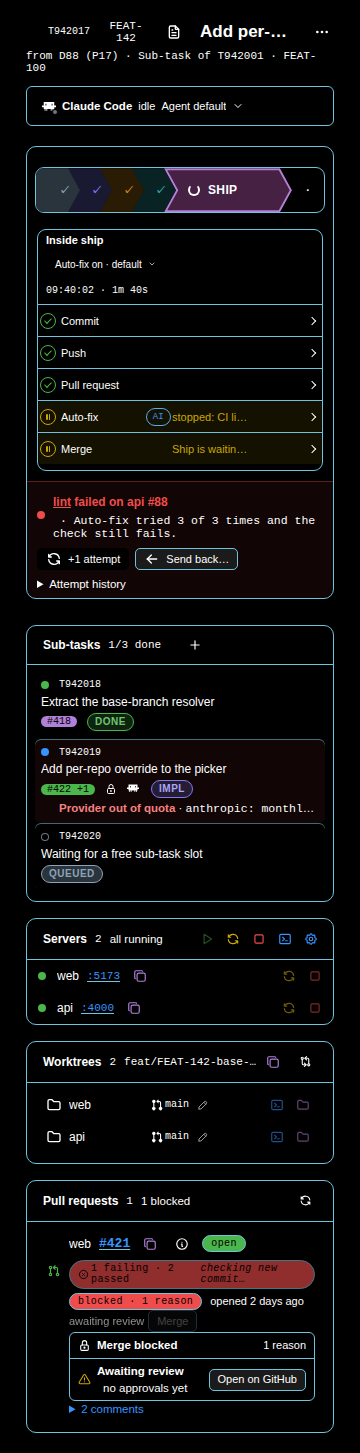 T942017 FEAT-142 Add per-…
from D88 (P17) · Sub-task of T942001 · FEAT-100
Claude Code idle Agent default
SHIP
Inside ship
Auto-fix on · default
09:40:02 · 1m 40s
Commit
Push
Pull request
Auto-fix AI stopped: CI li…
Merge Ship is waitin…
lint failed on api #88
· Auto-fix tried 3 of 3 times and the
check still fails.
+1 attempt Send back…
Attempt history
Sub-tasks 1/3 done
T942018
Extract the base-branch resolver
#418 DONE
T942019
Add per-repo override to the picker
#422 +1 IMPL
Provider out of quota · anthropic: monthl…
T942020
Waiting for a free sub-task slot
QUEUED
Servers 2 all running
web :5173
api :4000
Worktrees 2 feat/FEAT-142-base-…
web main
api main
Pull requests 1 1 blocked
web #421 open
1 failing · 2 passed checking new commit…
blocked · 1 reason opened 2 days ago
awaiting review Merge
Merge blocked 1 reason
Awaiting review
no approvals yet Open on GitHub
2 comments